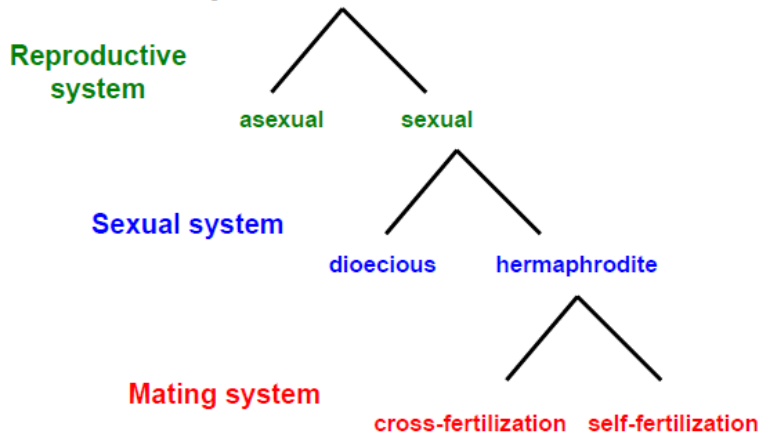 Reproductive
system
asexual sexual
Sexual system
dioecious hermaphrodite
Mating system
cross-fertilization self-fertilization